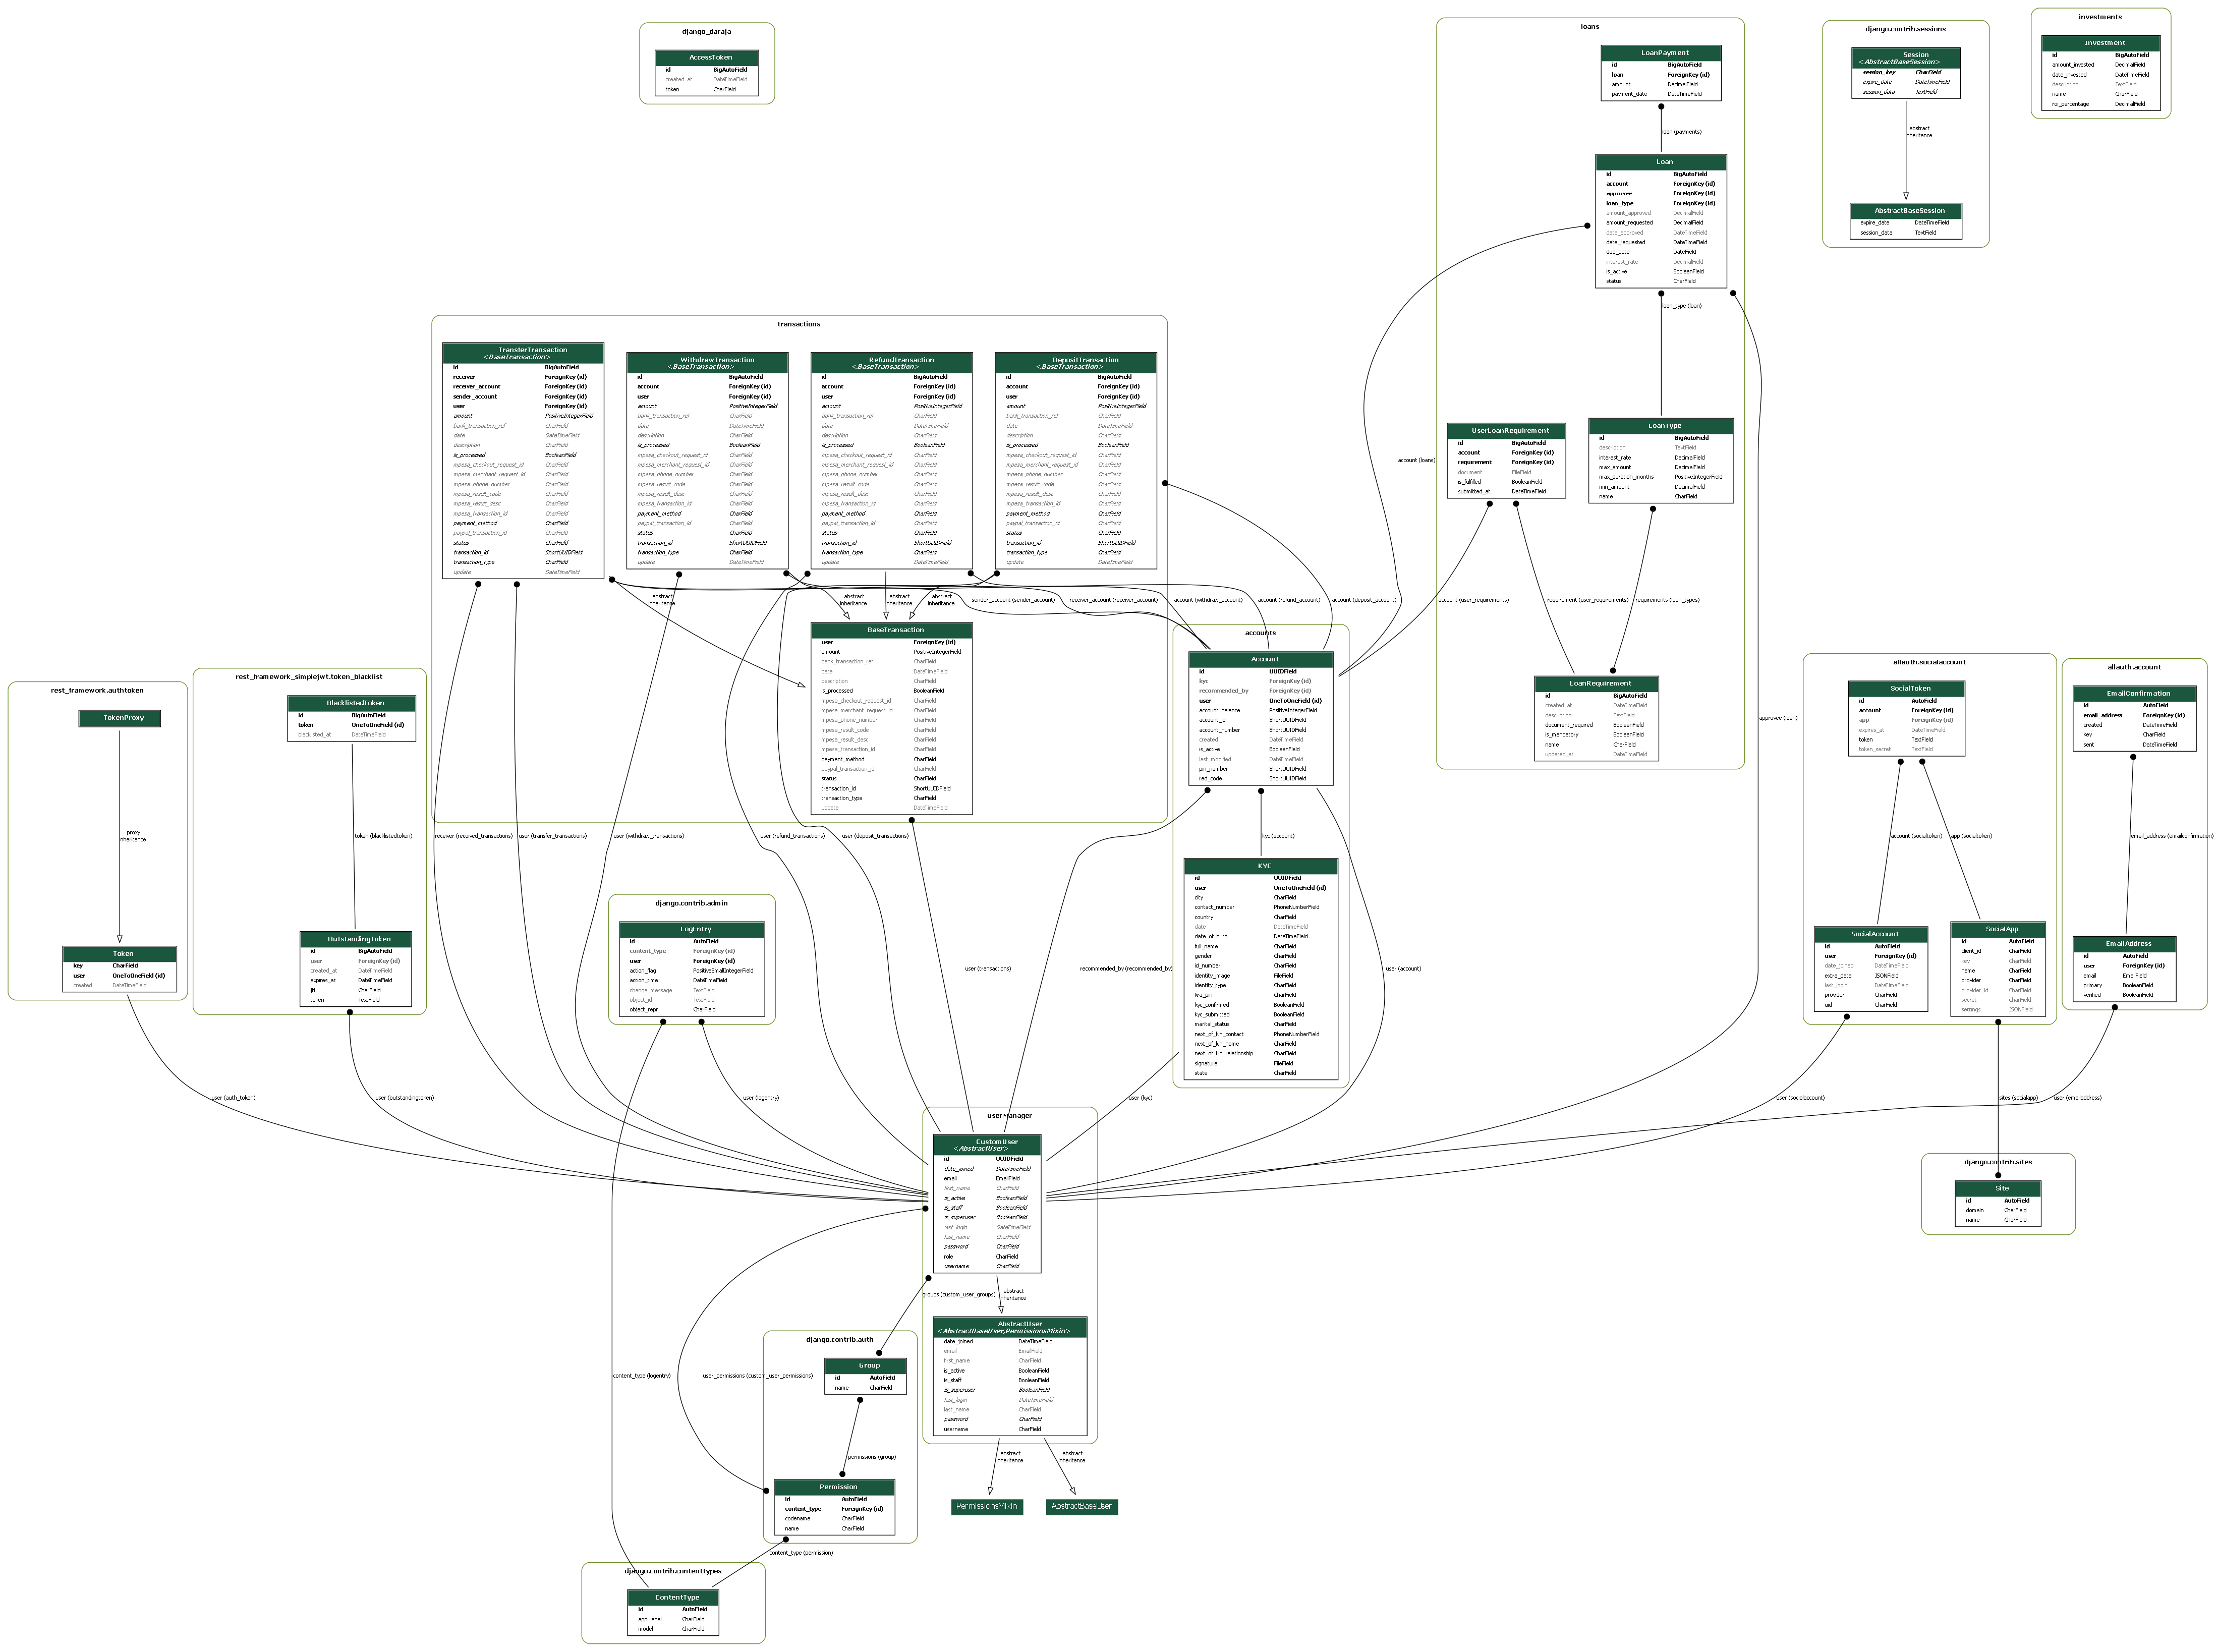 django_daraja
AccessToken
id BigAutoField
created_at DateTimeField
token CharField
loans
LoanPayment
id BigAutoField
loan ForeignKey (id)
amount DecimalField
payment_date DateTimeField
loan (payments)
Loan
id BigAutoField
account ForeignKey (id)
approvee ForeignKey (id)
loan_type ForeignKey (id)
amount_approved DecimalField
amount_requested DecimalField
date_approved DateTimeField
date_requested DateTimeField
due_date DateField
interest_rate DecimalField
is_active BooleanField
status CharField
loan_type (loan)
account (loans)
approvee (loan)
UserLoanRequirement
id BigAutoField
account ForeignKey (id)
requirement ForeignKey (id)
document FileField
is_fulfilled BooleanField
submitted_at DateTimeField
LoanType
id BigAutoField
description TextField
interest_rate DecimalField
max_amount DecimalField
max_duration_months PositiveIntegerField
min_amount DecimalField
name CharField
account (user_requirements)
requirement (user_requirements)
requirements (loan_types)
LoanRequirement
id BigAutoField
created_at DateTimeField
description TextField
document_required BooleanField
is_mandatory BooleanField
name CharField
updated_at DateTimeField
django.contrib.sessions
Session
<AbstractBaseSession>
session_key CharField
expire_date DateTimeField
session_data TextField
abstract
inheritance
AbstractBaseSession
expire_date DateTimeField
session_data TextField
investments
Investment
id BigAutoField
amount_invested DecimalField
date_invested DateTimeField
description TextField
name CharField
roi_percentage DecimalField
transactions
TransferTransaction
<BaseTransaction>
id BigAutoField
receiver ForeignKey (id)
receiver_account ForeignKey (id)
sender_account ForeignKey (id)
user ForeignKey (id)
amount PositiveIntegerField
bank_transaction_ref CharField
date DateTimeField
description CharField
is_processed BooleanField
mpesa_checkout_request_id CharField
mpesa_merchant_request_id CharField
mpesa_phone_number CharField
mpesa_result_code CharField
mpesa_result_desc CharField
mpesa_transaction_id CharField
payment_method CharField
paypal_transaction_id CharField
status CharField
transaction_id ShortUUIDField
transaction_type CharField
update DateTimeField
WithdrawTransaction
<BaseTransaction>
id BigAutoField
account ForeignKey (id)
user ForeignKey (id)
amount PositiveIntegerField
bank_transaction_ref CharField
date DateTimeField
description CharField
is_processed BooleanField
mpesa_checkout_request_id CharField
mpesa_merchant_request_id CharField
mpesa_phone_number CharField
mpesa_result_code CharField
mpesa_result_desc CharField
mpesa_transaction_id CharField
payment_method CharField
paypal_transaction_id CharField
status CharField
transaction_id ShortUUIDField
transaction_type CharField
update DateTimeField
RefundTransaction
<BaseTransaction>
id BigAutoField
account ForeignKey (id)
user ForeignKey (id)
amount PositiveIntegerField
bank_transaction_ref CharField
date DateTimeField
description CharField
is_processed BooleanField
mpesa_checkout_request_id CharField
mpesa_merchant_request_id CharField
mpesa_phone_number CharField
mpesa_result_code CharField
mpesa_result_desc CharField
mpesa_transaction_id CharField
payment_method CharField
paypal_transaction_id CharField
status CharField
transaction_id ShortUUIDField
transaction_type CharField
update DateTimeField
DepositTransaction
<BaseTransaction>
id BigAutoField
account ForeignKey (id)
user ForeignKey (id)
amount PositiveIntegerField
bank_transaction_ref CharField
date DateTimeField
description CharField
is_processed BooleanField
mpesa_checkout_request_id CharField
mpesa_merchant_request_id CharField
mpesa_phone_number CharField
mpesa_result_code CharField
mpesa_result_desc CharField
mpesa_transaction_id CharField
payment_method CharField
paypal_transaction_id CharField
status CharField
transaction_id ShortUUIDField
transaction_type CharField
update DateTimeField
abstract
inheritance
abstract
inheritance
abstract
inheritance
abstract
inheritance
sender_account (sender_account)
receiver_account (receiver_account)
account (withdraw_account)
account (refund_account)
account (deposit_account)
BaseTransaction
user ForeignKey (id)
amount PositiveIntegerField
bank_transaction_ref CharField
date DateTimeField
description CharField
is_processed BooleanField
mpesa_checkout_request_id CharField
mpesa_merchant_request_id CharField
mpesa_phone_number CharField
mpesa_result_code CharField
mpesa_result_desc CharField
mpesa_transaction_id CharField
payment_method CharField
paypal_transaction_id CharField
status CharField
transaction_id ShortUUIDField
transaction_type CharField
update DateTimeField
accounts
Account
id UUIDField
kyc ForeignKey (id)
recommended_by ForeignKey (id)
user OneToOneField (id)
account_balance PositiveIntegerField
account_id ShortUUIDField
account_number ShortUUIDField
created DateTimeField
is_active BooleanField
last_modified DateTimeField
pin_number ShortUUIDField
red_code ShortUUIDField
kyc (account)
KYC
id UUIDField
user OneToOneField (id)
city CharField
contact_number PhoneNumberField
country CharField
date DateTimeField
date_of_birth DateTimeField
full_name CharField
gender CharField
id_number CharField
identity_image FileField
identity_type CharField
kra_pin CharField
kyc_confirmed BooleanField
kyc_submitted BooleanField
marital_status CharField
next_of_kin_contact PhoneNumberField
next_of_kin_name CharField
next_of_kin_relationship CharField
signature FileField
state CharField
rest_framework.authtoken
TokenProxy
proxy
inheritance
Token
key CharField
user OneToOneField (id)
created DateTimeField
rest_framework_simplejwt.token_blacklist
BlacklistedToken
id BigAutoField
token OneToOneField (id)
blacklisted_at DateTimeField
token (blacklistedtoken)
OutstandingToken
id BigAutoField
user ForeignKey (id)
created_at DateTimeField
expires_at DateTimeField
jti CharField
token TextField
receiver (received_transactions)
user (transfer_transactions)
user (withdraw_transactions)
user (refund_transactions)
user (deposit_transactions)
user (transactions)
recommended_by (recommended_by)
user (account)
django.contrib.admin
LogEntry
id AutoField
content_type ForeignKey (id)
user ForeignKey (id)
action_flag PositiveSmallIntegerField
action_time DateTimeField
change_message TextField
object_id TextField
object_repr CharField
allauth.socialaccount
SocialToken
id AutoField
account ForeignKey (id)
app ForeignKey (id)
expires_at DateTimeField
token TextField
token_secret TextField
account (socialtoken)
app (socialtoken)
SocialAccount
id AutoField
user ForeignKey (id)
date_joined DateTimeField
extra_data JSONField
last_login DateTimeField
provider CharField
uid CharField
SocialApp
id AutoField
client_id CharField
key CharField
name CharField
provider CharField
provider_id CharField
secret CharField
settings JSONField
allauth.account
EmailConfirmation
id AutoField
email_address ForeignKey (id)
created DateTimeField
key CharField
sent DateTimeField
email_address (emailconfirmation)
EmailAddress
id AutoField
user ForeignKey (id)
email EmailField
primary BooleanField
verified BooleanField
user (auth_token)
user (outstandingtoken)
user (logentry)
user (kyc)
user (socialaccount)
sites (socialapp)
user (emailaddress)
userManager
CustomUser
<AbstractUser>
id UUIDField
date_joined DateTimeField
email EmailField
first_name CharField
is_active BooleanField
is_staff BooleanField
is_superuser BooleanField
last_login DateTimeField
last_name CharField
password CharField
role CharField
username CharField
groups (custom_user_groups)
abstract
inheritance
AbstractUser
<AbstractBaseUser,PermissionsMixin>
date_joined DateTimeField
email EmailField
first_name CharField
is_active BooleanField
is_staff BooleanField
is_superuser BooleanField
last_login DateTimeField
last_name CharField
password CharField
username CharField
abstract
inheritance
abstract
inheritance
PermissionsMixin
AbstractBaseUser
django.contrib.sites
Site
id AutoField
domain CharField
name CharField
django.contrib.auth
Group
id AutoField
name CharField
content_type (logentry)
user_permissions (custom_user_permissions)
permissions (group)
Permission
id AutoField
content_type ForeignKey (id)
codename CharField
name CharField
content_type (permission)
django.contrib.contenttypes
ContentType
id AutoField
app_label CharField
model CharField